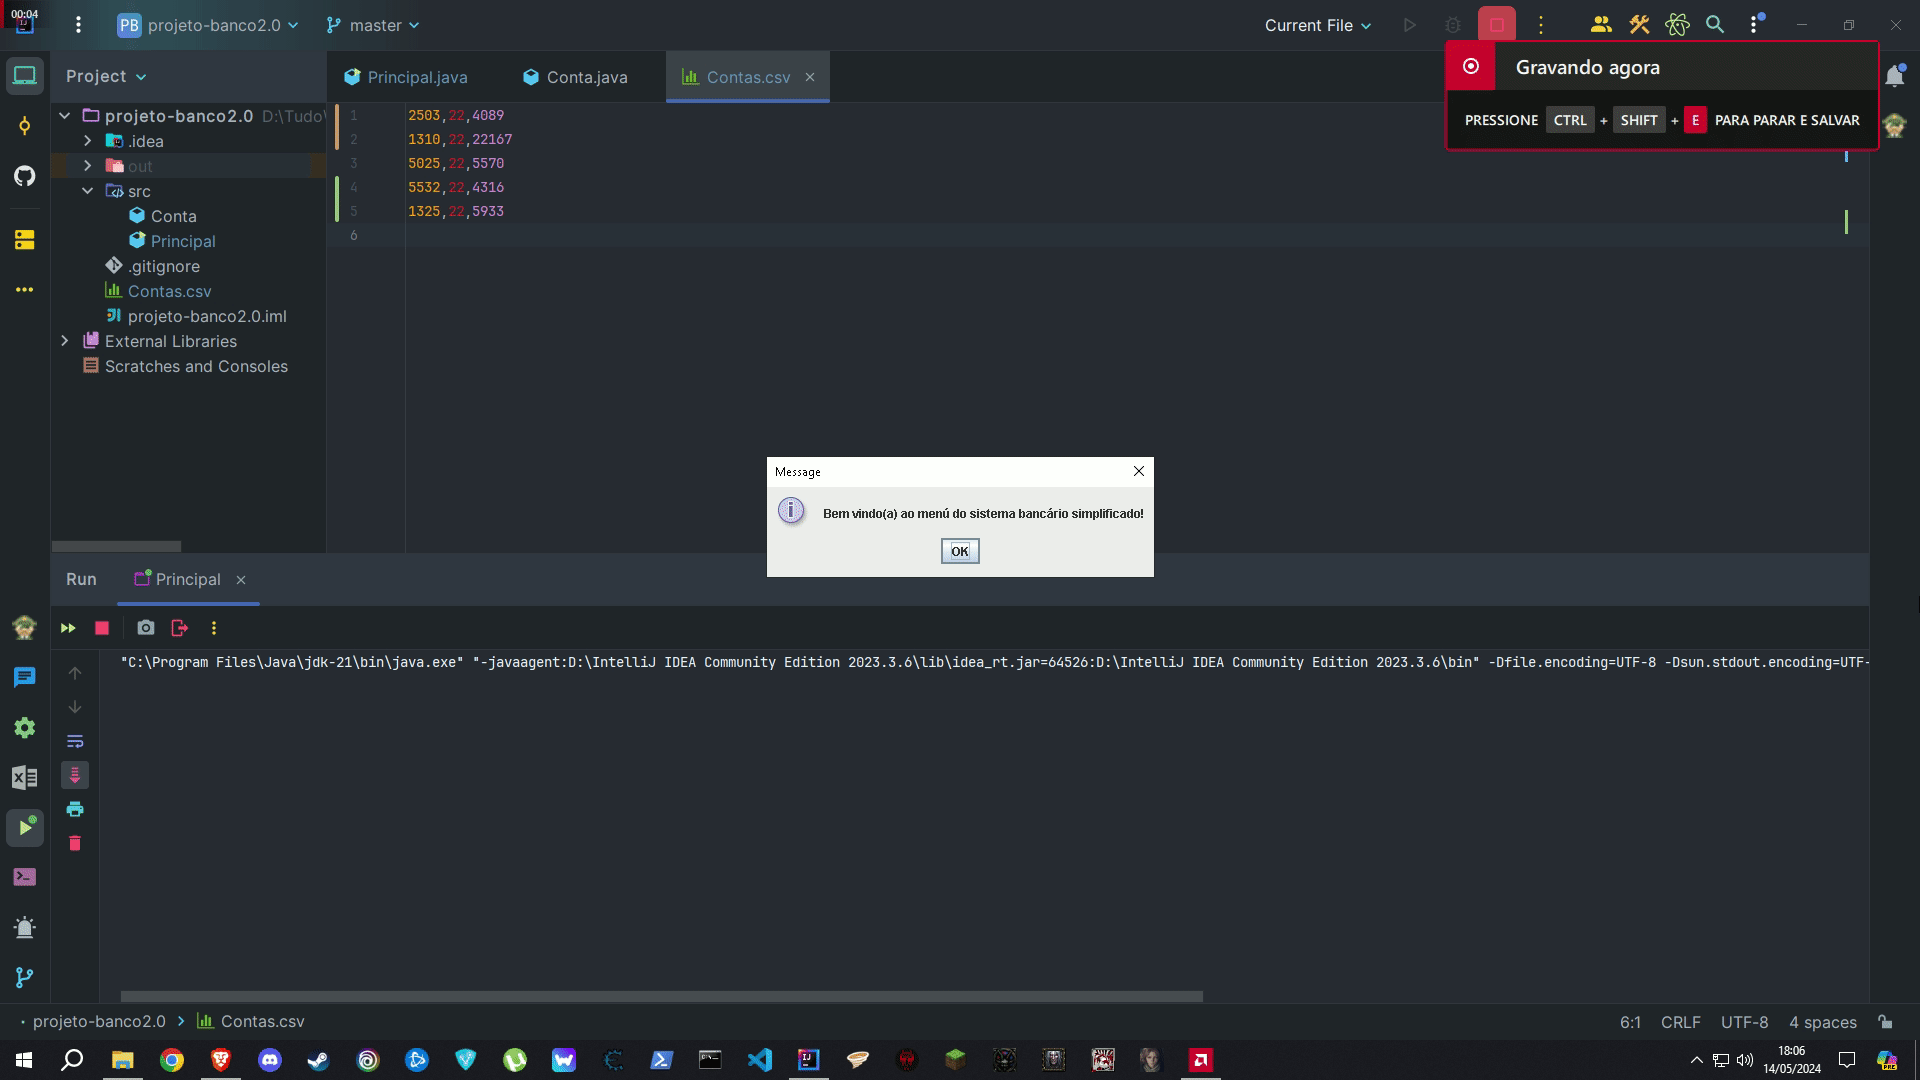 00:04
PB projeto-banco2.0
master
Current File
Gravando agora
PRESSIONE CTRL + SHIFT + E PARA PARAR E SALVAR
Project
Principal.java
Conta.java
Contas.csv
projeto-banco2.0 D:\Tudo\
.idea
out
src
Conta
Principal
.gitignore
Contas.csv
projeto-banco2.0.iml
External Libraries
Scratches and Consoles
1 2503,22,4089
2 1310,22,22167
3 5025,22,5570
4 5532,22,4316
5 1325,22,5933
6
Message
Bem vindo(a) ao menú do sistema bancário simplificado!
OK
Run
Principal
"C:\Program Files\Java\jdk-21\bin\java.exe" "-javaagent:D:\IntelliJ IDEA Community Edition 2023.3.6\lib\idea_rt.jar=64526:D:\IntelliJ IDEA Community Edition 2023.3.6\bin" -Dfile.encoding=UTF-8 -Dsun.stdout.encoding=UTF-
projeto-banco2.0 > Contas.csv
6:1 CRLF UTF-8 4 spaces
18:06
14/05/2024